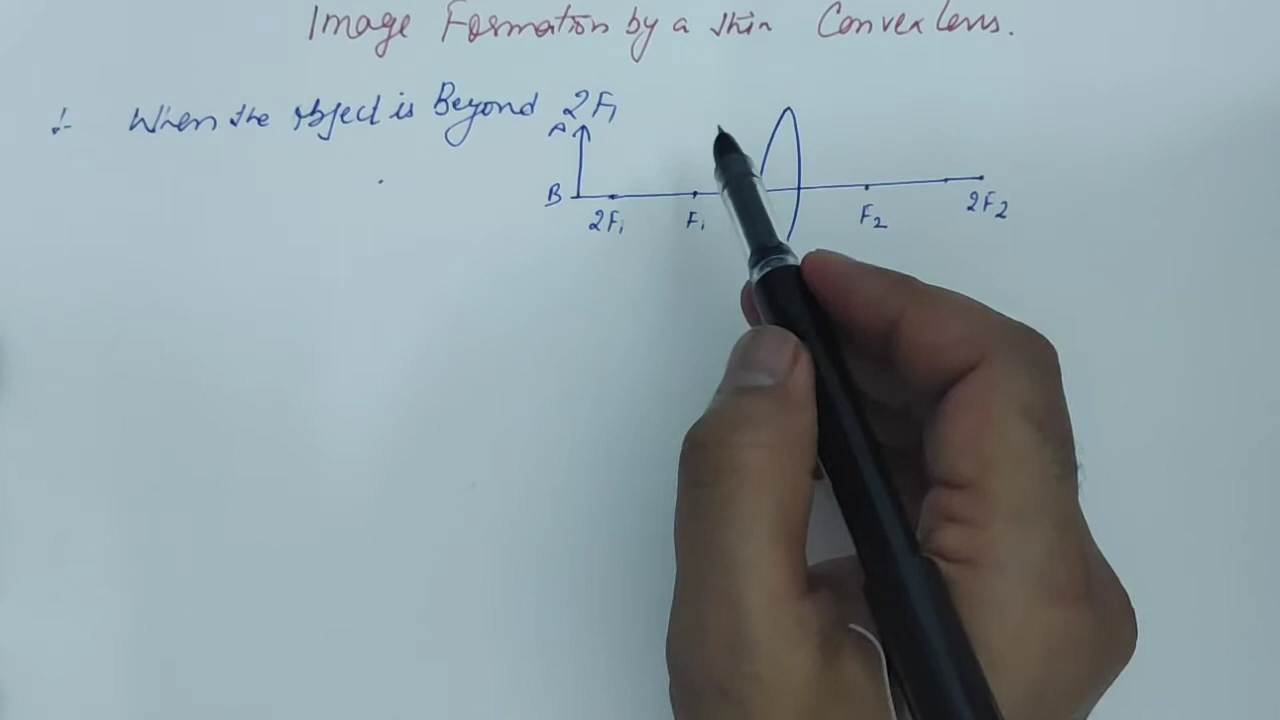 Image Formation by a thin Convex Lens.
:- When the object is Beyond 2F1
A
B
2F1 F1 F2 2F2